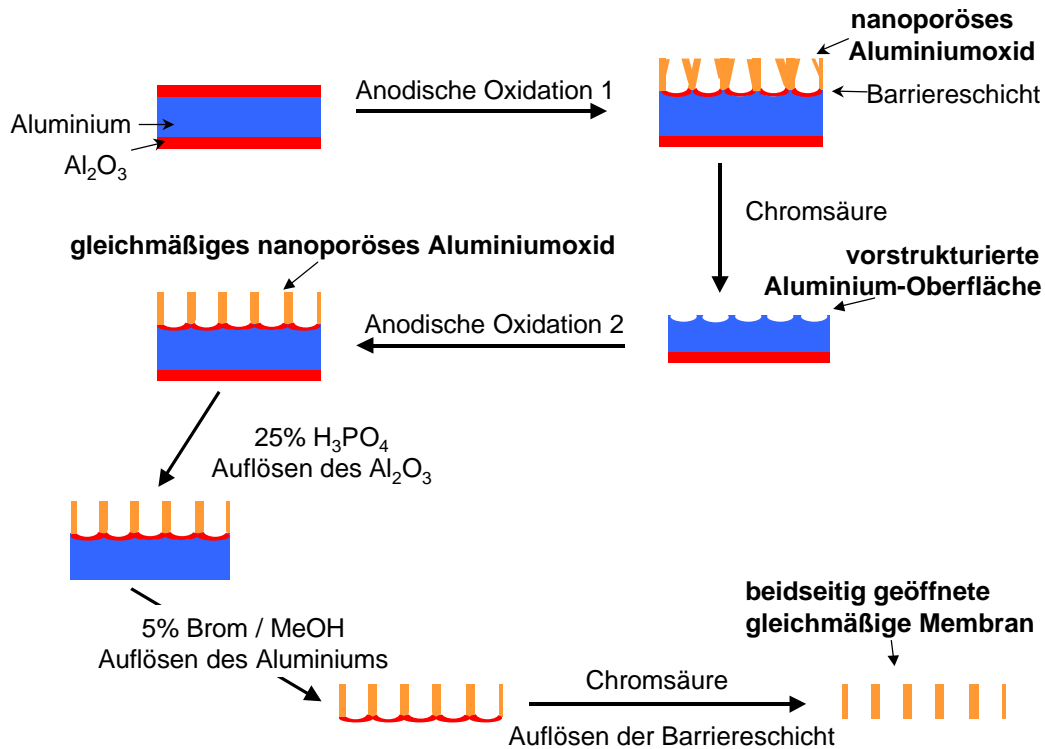 nanoporöses
Aluminiumoxid
Anodische Oxidation 1
Barriereschicht
Aluminium
Al₂O₃
Chromsäure
gleichmäßiges nanoporöses Aluminiumoxid
vorstrukturierte
Aluminium-Oberfläche
Anodische Oxidation 2
25% H₃PO₄
Auflösen des Al₂O₃
5% Brom / MeOH
Auflösen des Aluminiums
beidseitig geöffnete
gleichmäßige Membran
Chromsäure
Auflösen der Barriereschicht